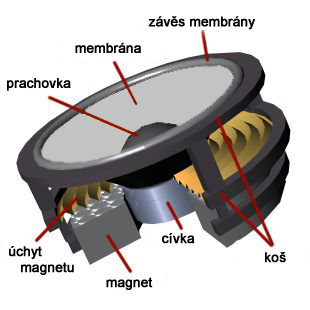 závěs membrány
membrána
prachovka
úchyt
magnetu
magnet
cívka
koš